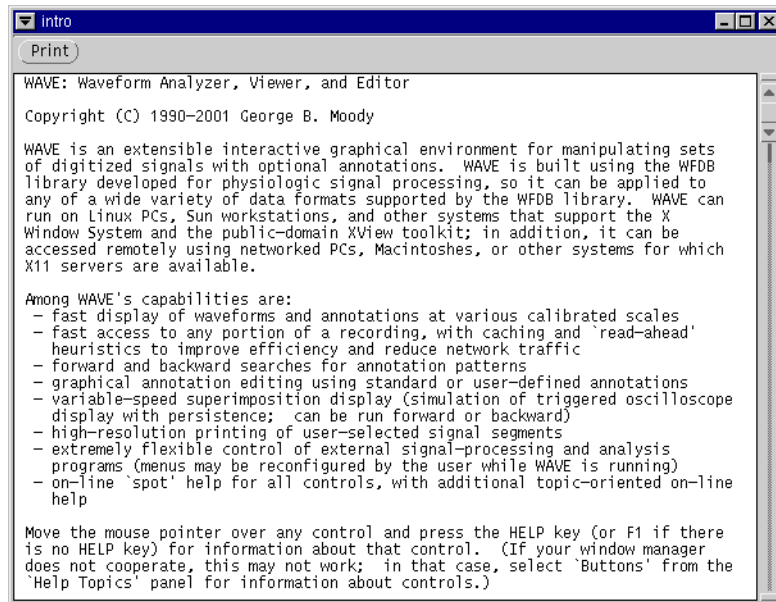 intro
Print
WAVE: Waveform Analyzer, Viewer, and Editor
Copyright (C) 1990-2001 George B. Moody
WAVE is an extensible interactive graphical environment for manipulating sets
of digitized signals with optional annotations.  WAVE is built using the WFDB
library developed for physiologic signal processing, so it can be applied to
any of a wide variety of data formats supported by the WFDB library.  WAVE can
run on Linux PCs, Sun workstations, and other systems that support the X
Window System and the public-domain XView toolkit; in addition, it can be
accessed remotely using networked PCs, Macintoshes, or other systems for which
X11 servers are available.
Among WAVE's capabilities are:
- fast display of waveforms and annotations at various calibrated scales
- fast access to any portion of a recording, with caching and `read-ahead'
heuristics to improve efficiency and reduce network traffic
- forward and backward searches for annotation patterns
- graphical annotation editing using standard or user-defined annotations
- variable-speed superimposition display (simulation of triggered oscilloscope
display with persistence;  can be run forward or backward)
- high-resolution printing of user-selected signal segments
- extremely flexible control of external signal-processing and analysis
programs (menus may be reconfigured by the user while WAVE is running)
- on-line `spot' help for all controls, with additional topic-oriented on-line
help
Move the mouse pointer over any control and press the HELP key (or F1 if there
is no HELP key) for information about that control.  (If your window manager
does not cooperate, this may not work;  in that case, select `Buttons' from the
`Help Topics' panel for information about controls.)